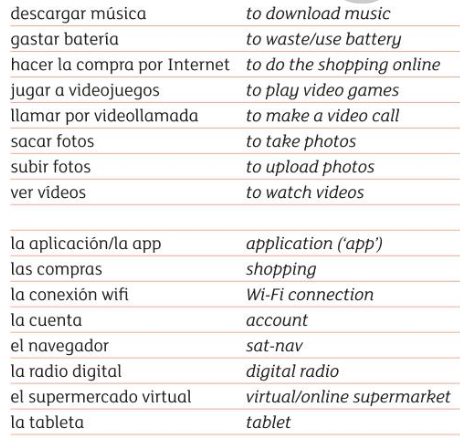 descargar música to download music
gastar batería to waste/use battery
hacer la compra por Internet to do the shopping online
jugar a videojuegos to play video games
llamar por videollamada to make a video call
sacar fotos to take photos
subir fotos to upload photos
ver vídeos to watch videos
la aplicación/la app application (‘app’)
las compras shopping
la conexión wifi Wi-Fi connection
la cuenta account
el navegador sat-nav
la radio digital digital radio
el supermercado virtual virtual/online supermarket
la tableta tablet